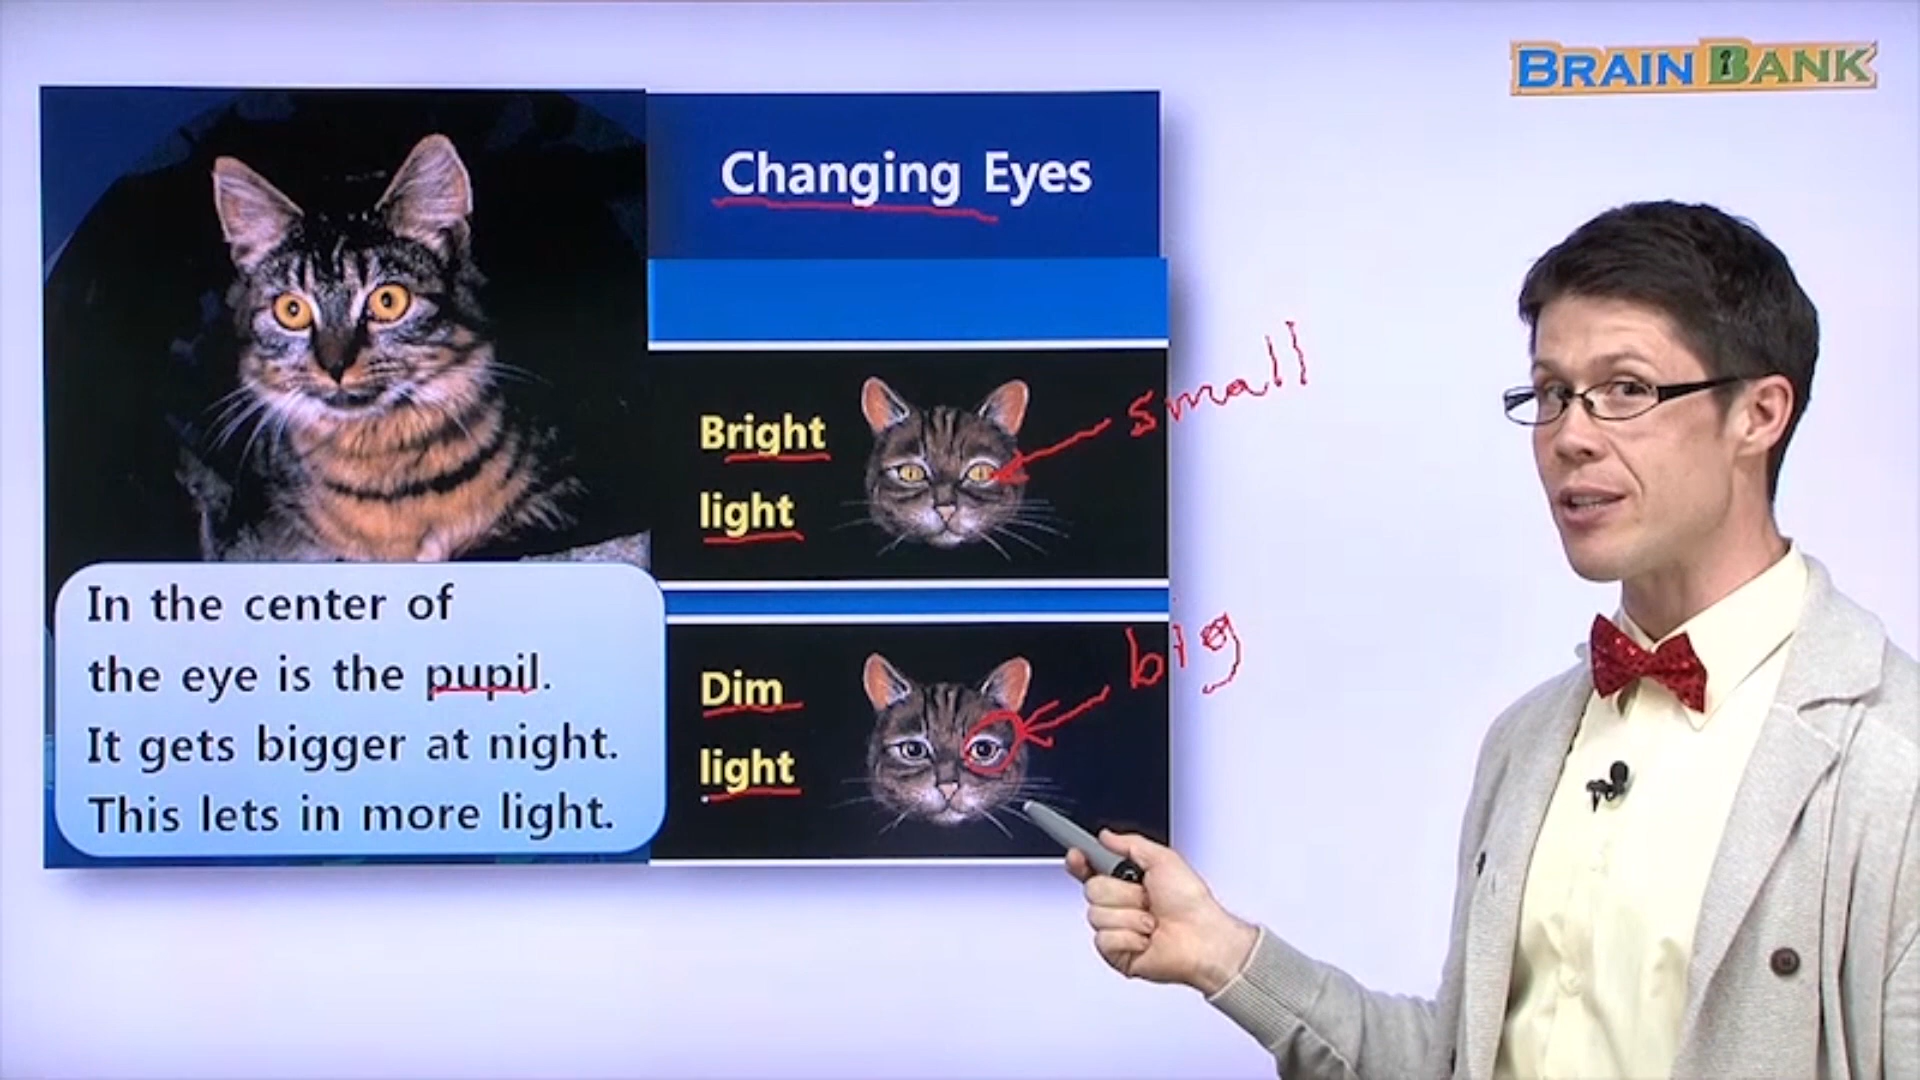 BRAIN BANK
Changing Eyes
Bright
light
small
Dim
light
big
In the center of
the eye is the pupil.
It gets bigger at night.
This lets in more light.